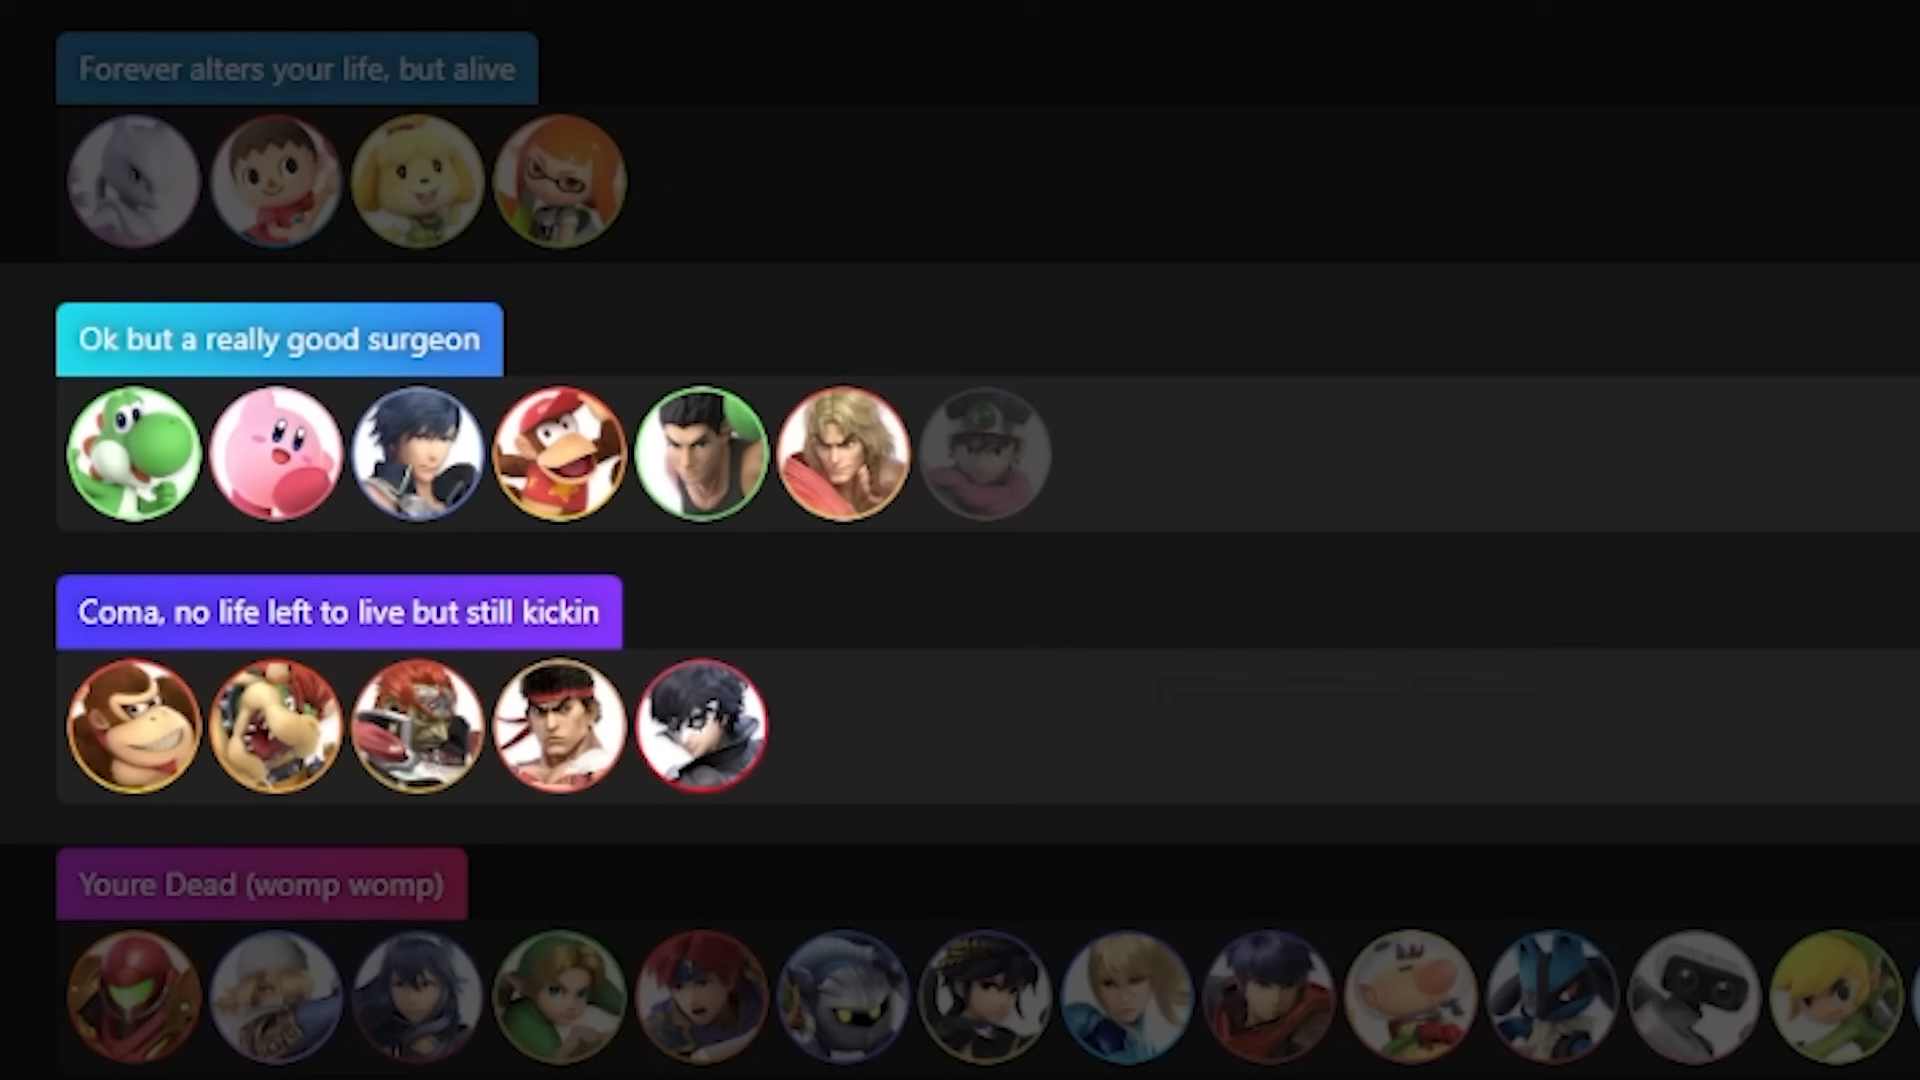 Forever alters your life, but alive
Ok but a really good surgeon
Coma, no life left to live but still kickin
Youre Dead (womp womp)